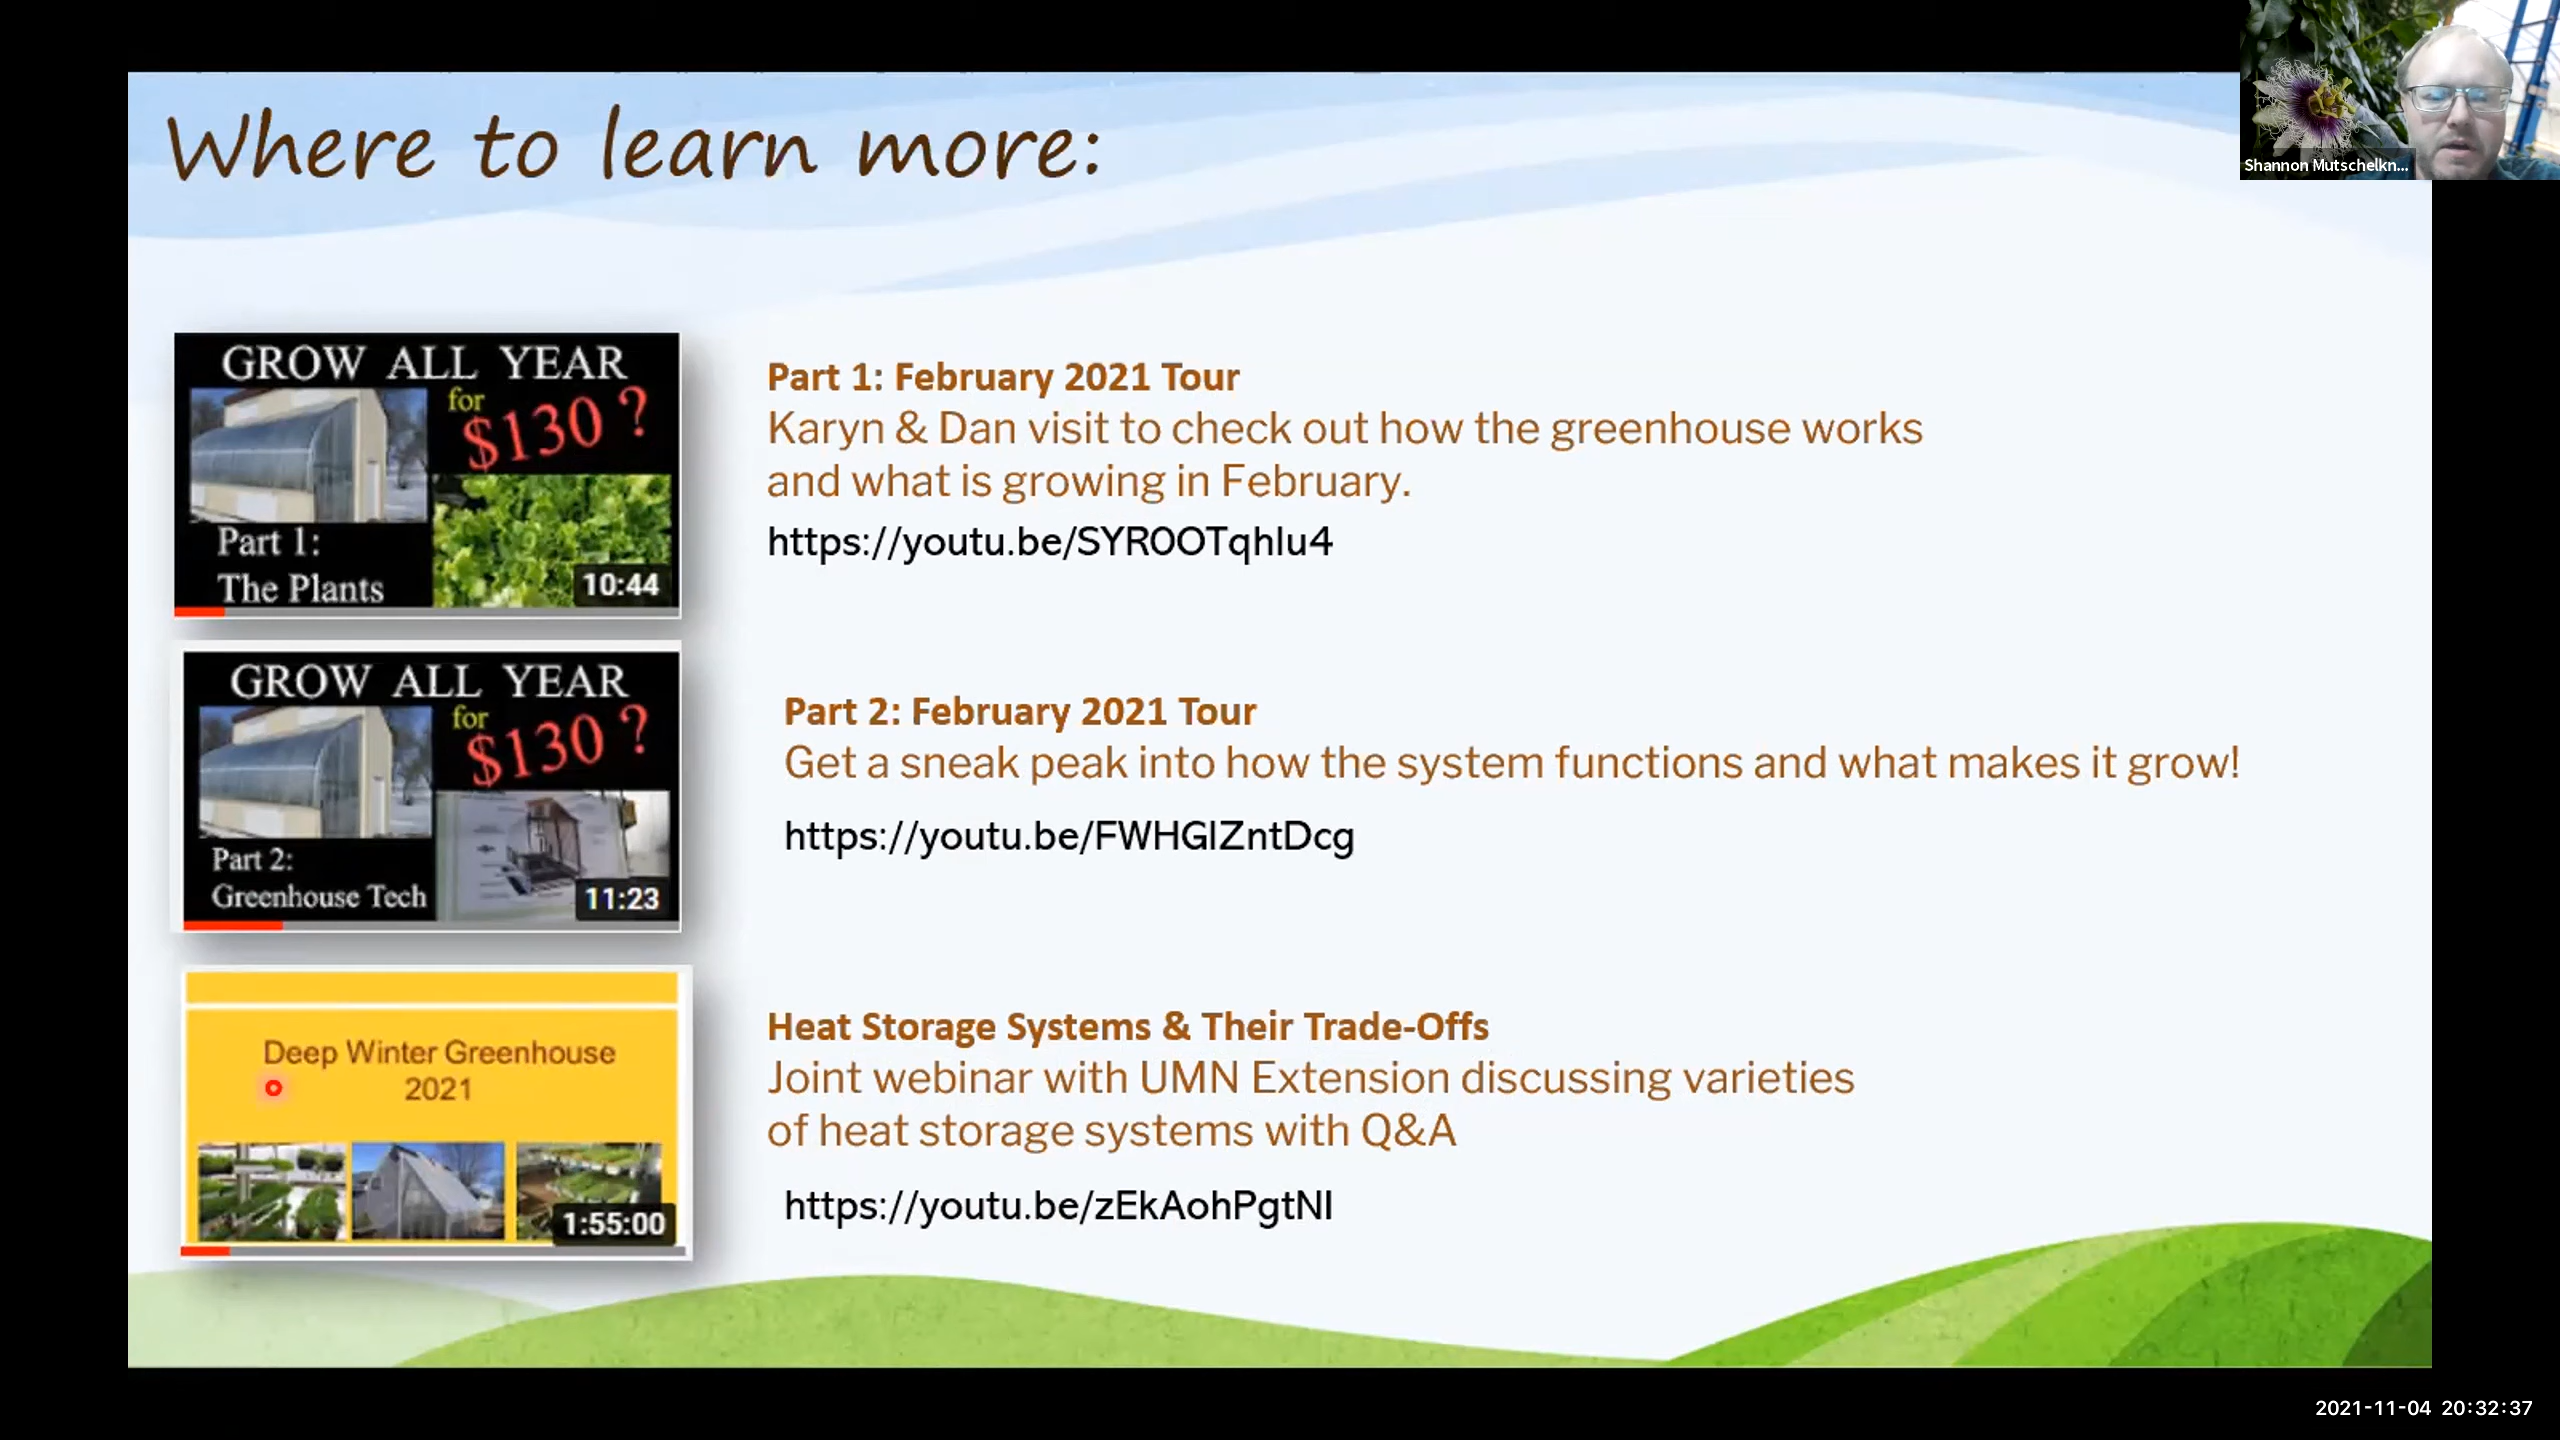 Where to learn more:
Shannon Mutschelkn...
GROW ALL YEAR
for
$130 ?
Part 1:
The Plants
10:44
Part 1: February 2021 Tour
Karyn & Dan visit to check out how the greenhouse works
and what is growing in February.
https://youtu.be/SYR0OTqhlu4
GROW ALL YEAR
for
$130 ?
Part 2:
Greenhouse Tech
11:23
Part 2: February 2021 Tour
Get a sneak peak into how the system functions and what makes it grow!
https://youtu.be/FWHGlZntDcg
Deep Winter Greenhouse
2021
1:55:00
Heat Storage Systems & Their Trade-Offs
Joint webinar with UMN Extension discussing varieties
of heat storage systems with Q&A
https://youtu.be/zEkAohPgtNI
2021-11-04 20:32:37